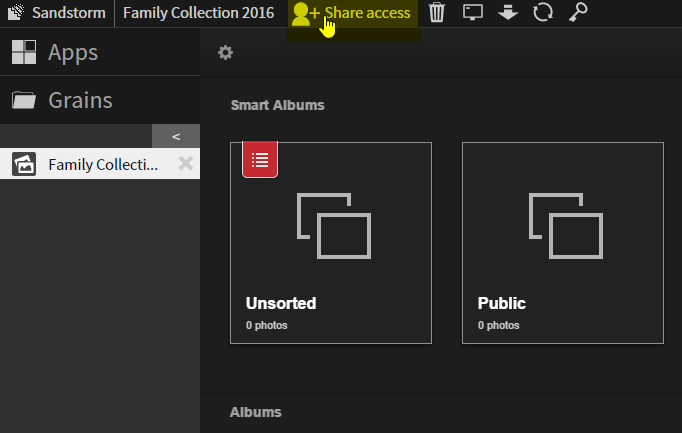 Sandstorm
Family Collection 2016
Share access
Apps
Grains
<
Family Collecti...
Smart Albums
Unsorted
0 photos
Public
0 photos
Albums